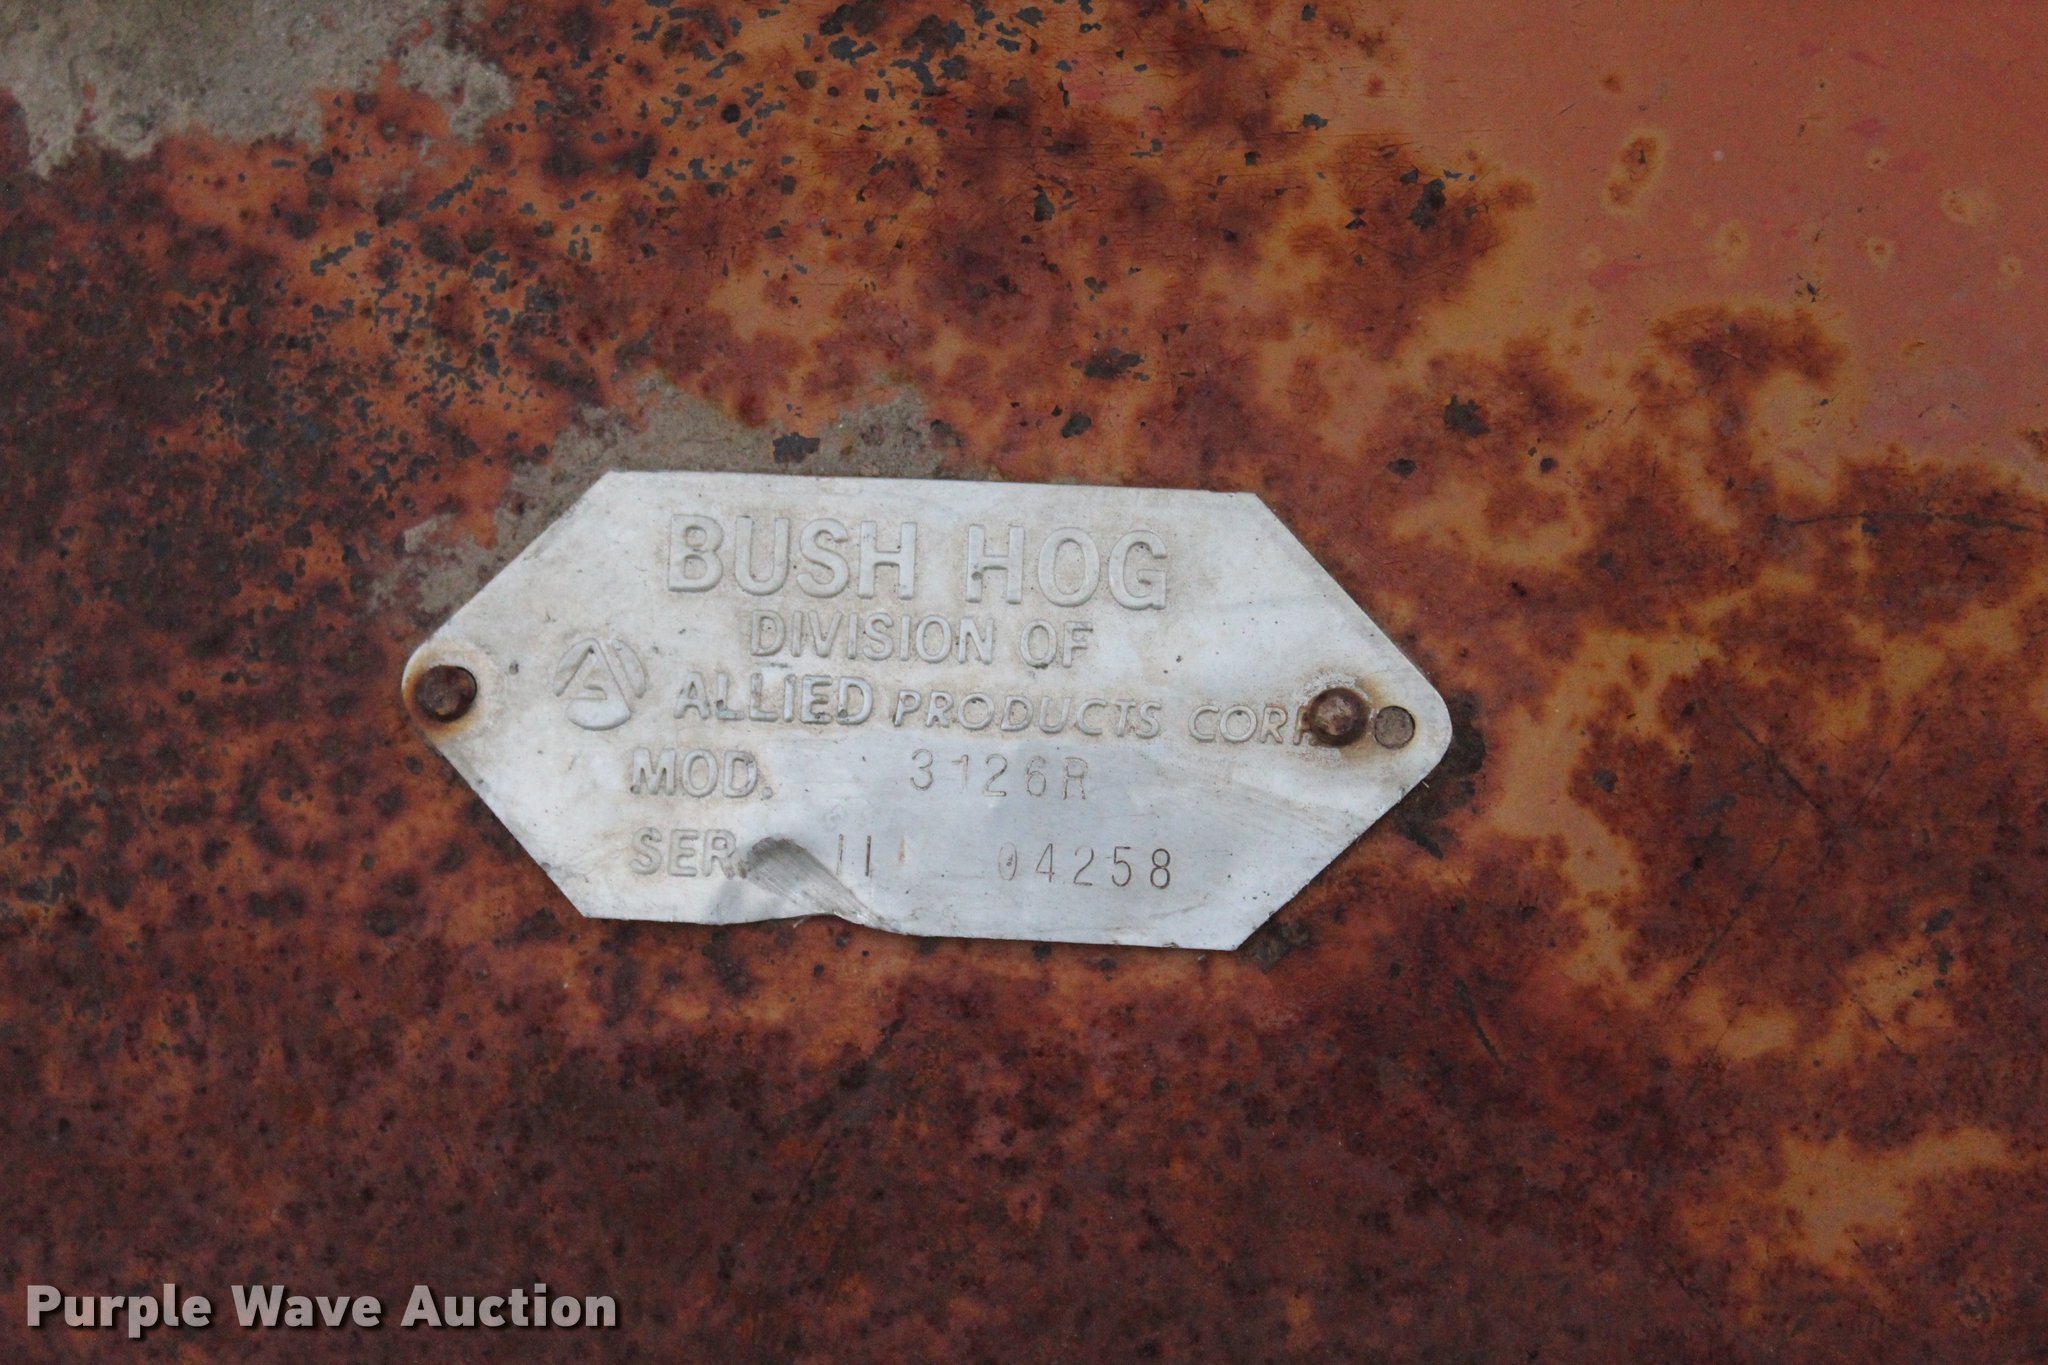 BUSH HOG
DIVISION OF
ALLIED PRODUCTS CORP
MOD. 3126R
SER. 04258
Purple Wave Auction